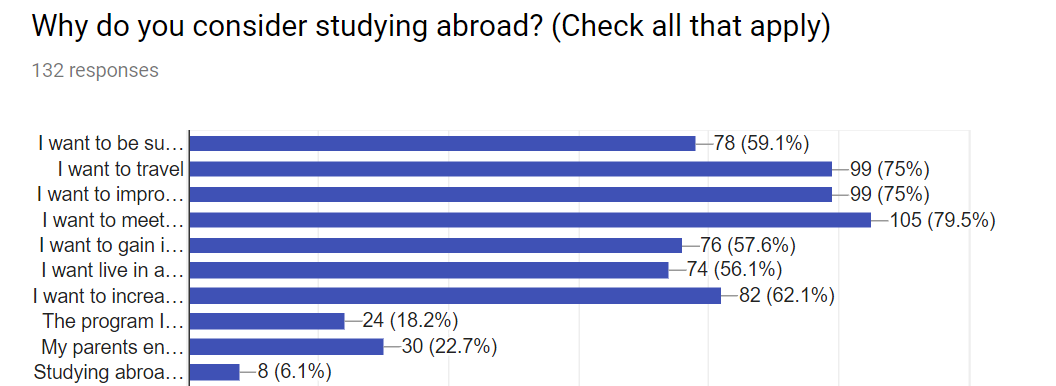 Why do you consider studying abroad? (Check all that apply)
132 responses
I want to be su... 78 (59.1%)
I want to travel 99 (75%)
I want to impro... 99 (75%)
I want to meet... 105 (79.5%)
I want to gain i... 76 (57.6%)
I want live in a... 74 (56.1%)
I want to increa... 82 (62.1%)
The program I... 24 (18.2%)
My parents en... 30 (22.7%)
Studying abroa... 8 (6.1%)